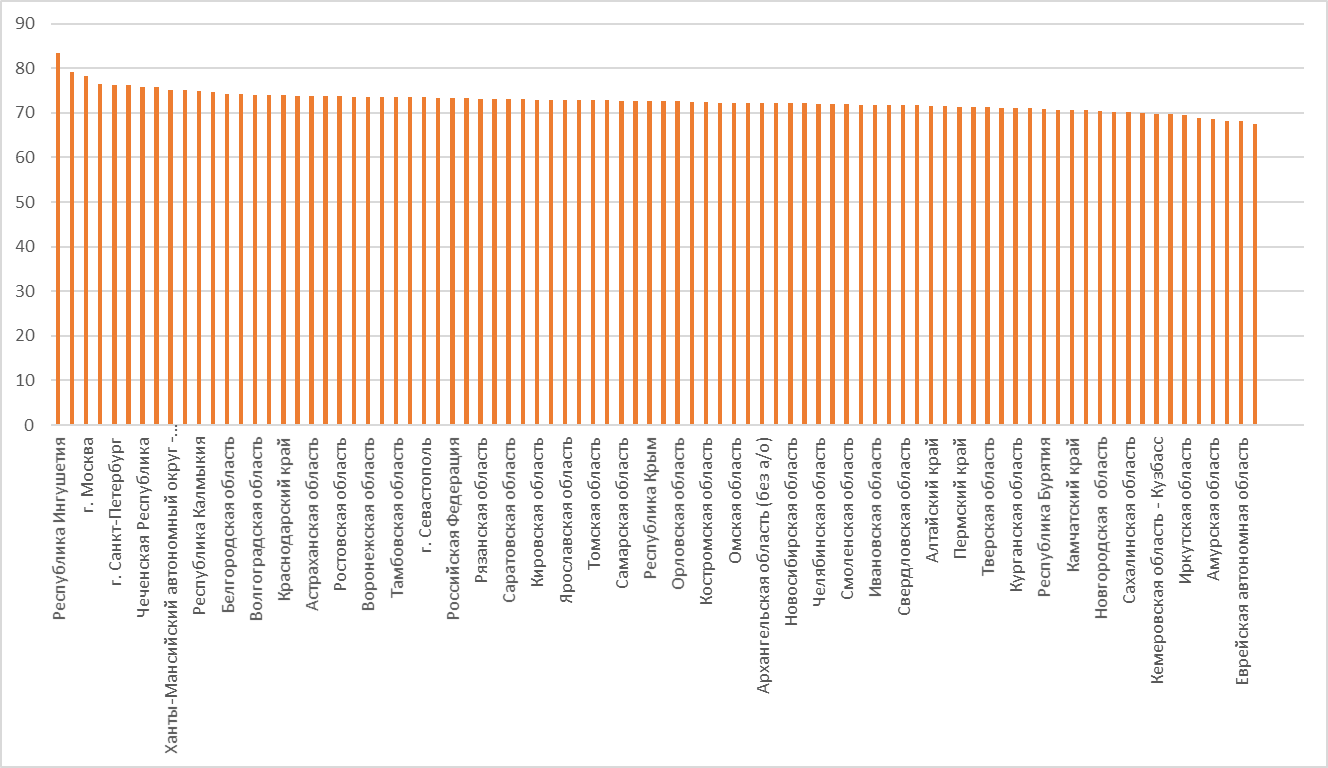 90
80
70
60
50
40
30
20
10
0
Республика Ингушетия
г. Москва
г. Санкт-Петербург
Чеченская Республика
Ханты-Мансийский автономный округ -…
Республика Калмыкия
Белгородская область
Волгоградская область
Краснодарский край
Астраханская область
Ростовская область
Воронежская область
Тамбовская область
г. Севастополь
Российская Федерация
Рязанская область
Саратовская область
Кировская область
Ярославская область
Томская область
Самарская область
Республика Крым
Орловская область
Костромская область
Омская область
Архангельская область (без а/о)
Новосибирская область
Челябинская область
Смоленская область
Ивановская область
Свердловская область
Алтайский край
Пермский край
Тверская область
Курганская область
Республика Бурятия
Камчатский край
Новгородская область
Сахалинская область
Кемеровская область - Кузбасс
Иркутская область
Амурская область
Еврейская автономная область